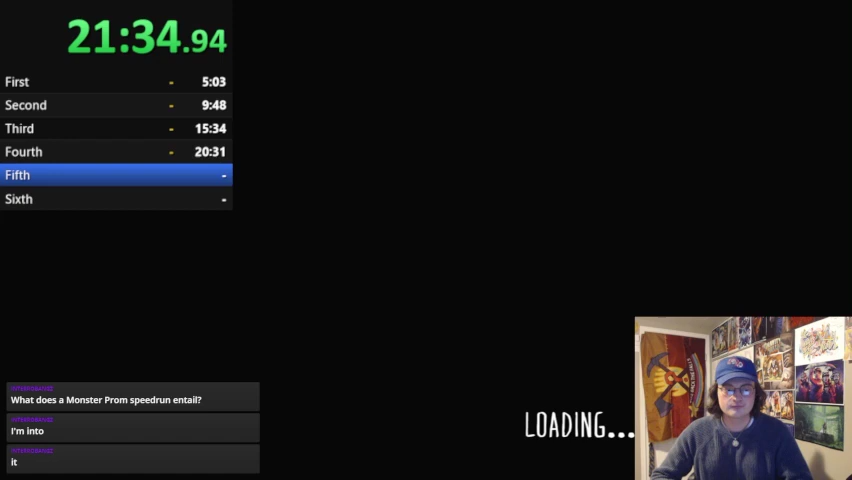 21:34.94
First - 5:03
Second - 9:48
Third - 15:34
Fourth - 20:31
Fifth -
Sixth -
What does a Monster Prom speedrun entail?
I'm into
it
LOADING...